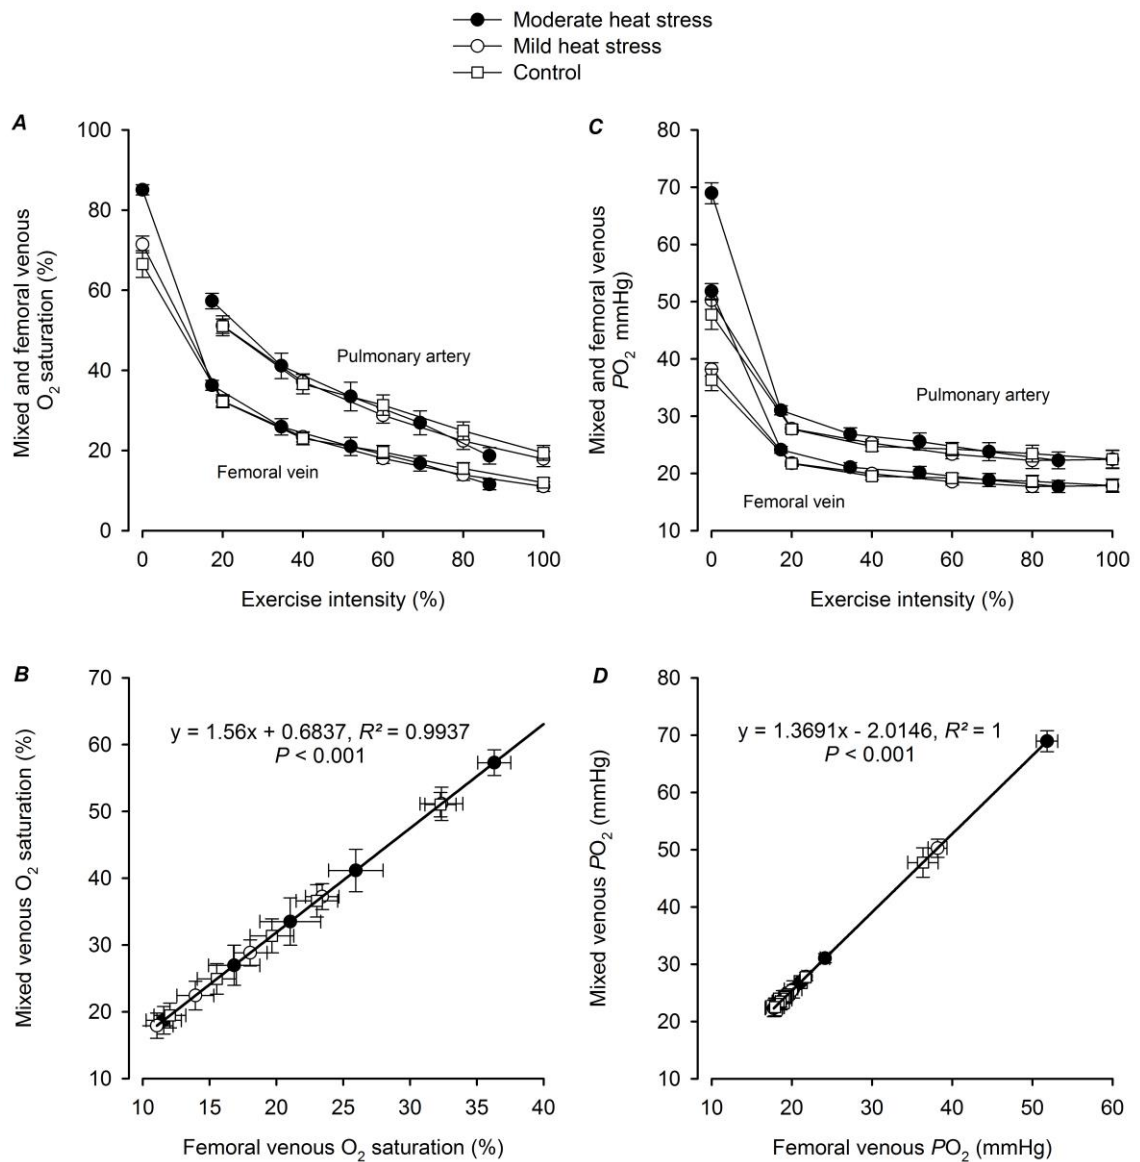 Moderate heat stress
Mild heat stress
Control
A
Mixed and femoral venous
O₂ saturation (%)
100
80
60
40
20
0
Pulmonary artery
Femoral vein
0 20 40 60 80 100
Exercise intensity (%)
C
Mixed and femoral venous
PO₂ mmHg)
80
70
60
50
40
30
20
10
Pulmonary artery
Femoral vein
0 20 40 60 80 100
Exercise intensity (%)
B
Mixed venous O₂ saturation (%)
70
60
50
40
30
20
10
y = 1.56x + 0.6837, R² = 0.9937
P < 0.001
10 15 20 25 30 35 40
Femoral venous O₂ saturation (%)
D
Mixed venous PO₂ (mmHg)
80
70
60
50
40
30
20
10
y = 1.3691x - 2.0146, R² = 1
P < 0.001
10 20 30 40 50 60
Femoral venous PO₂ (mmHg)